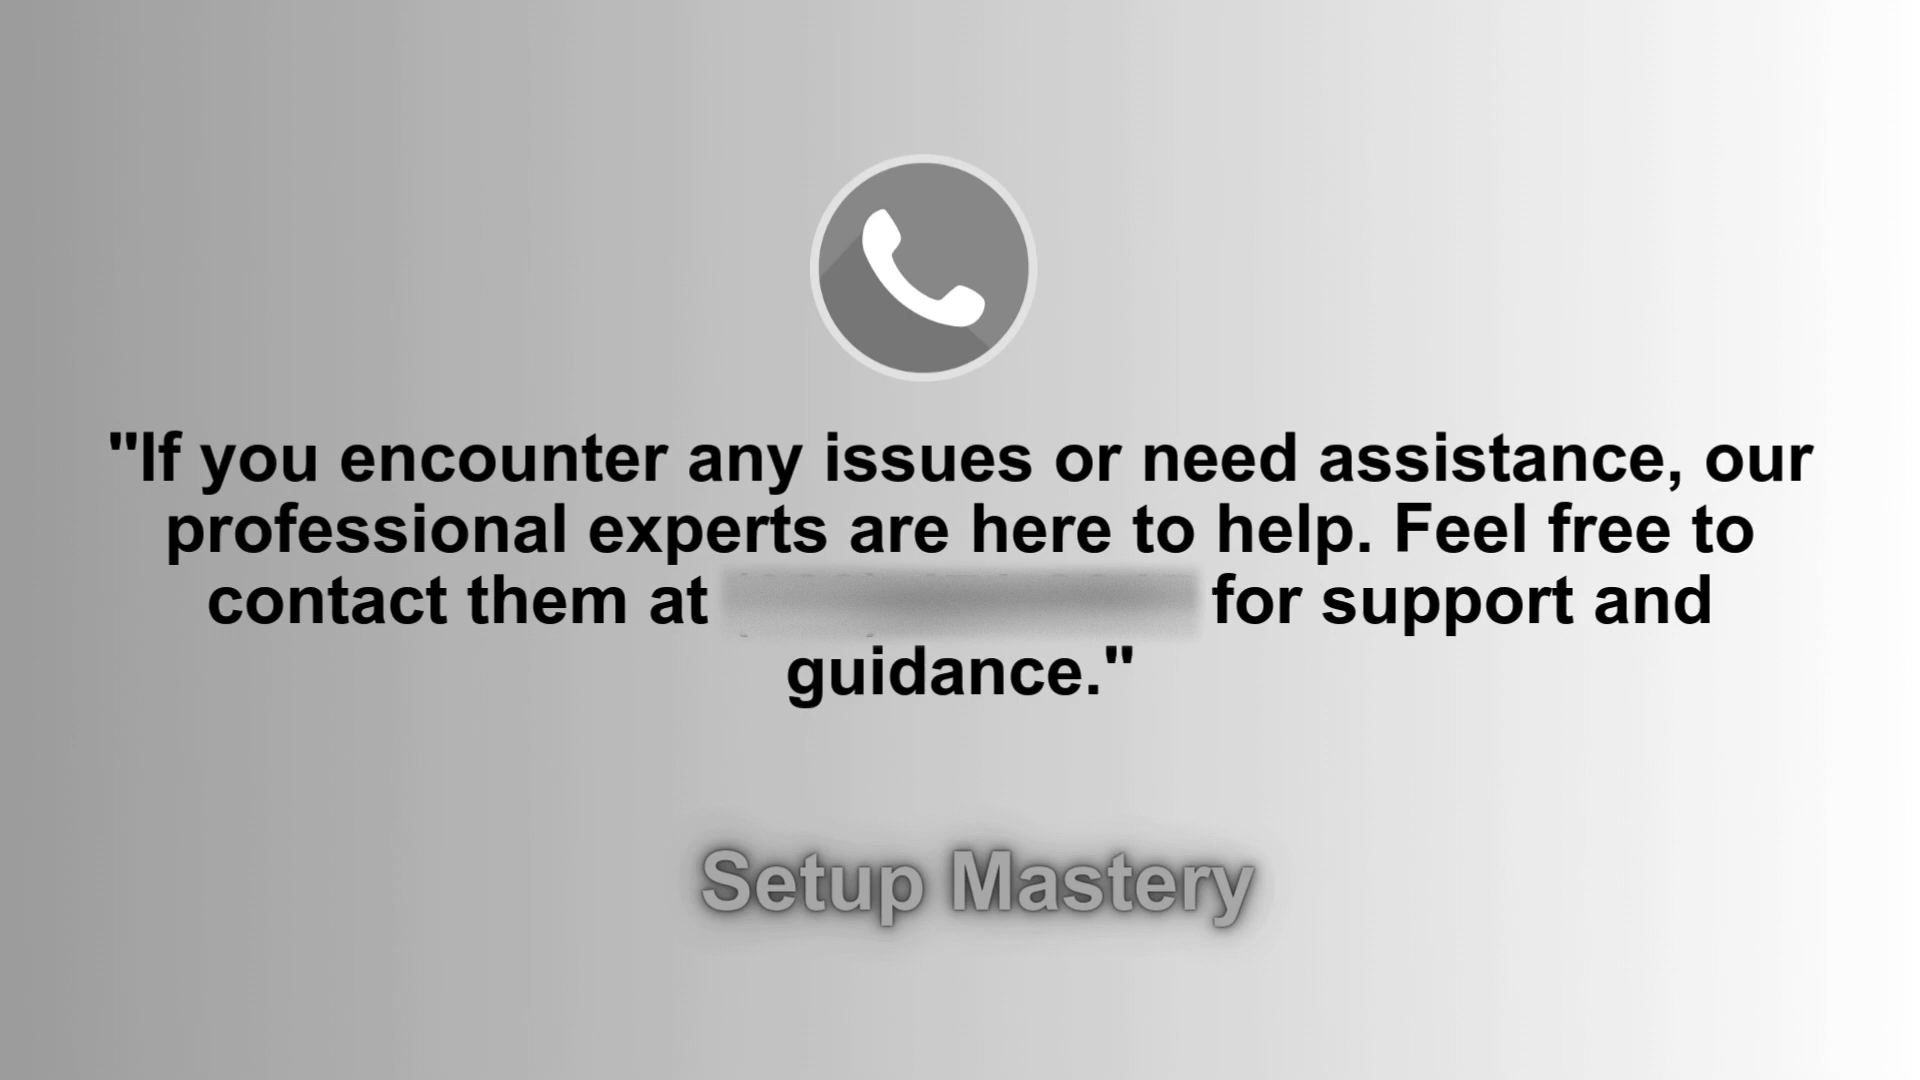 "If you encounter any issues or need assistance, our
professional experts are here to help. Feel free to
contact them at for support and
guidance."
Setup Mastery